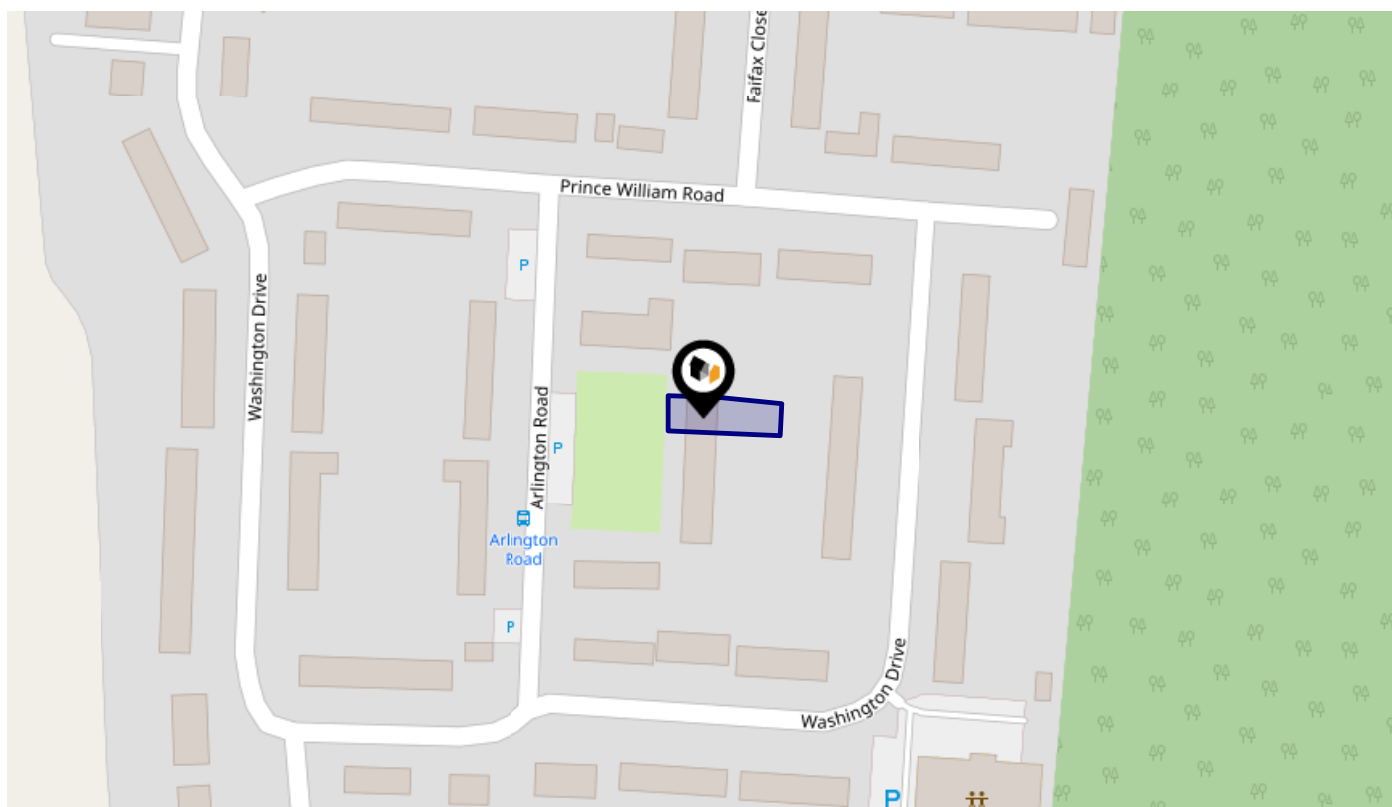 Faifax Close
Prince William Road
P
Washington Drive
Arlington Road
P
Arlington
Road
P
Washington Drive
P